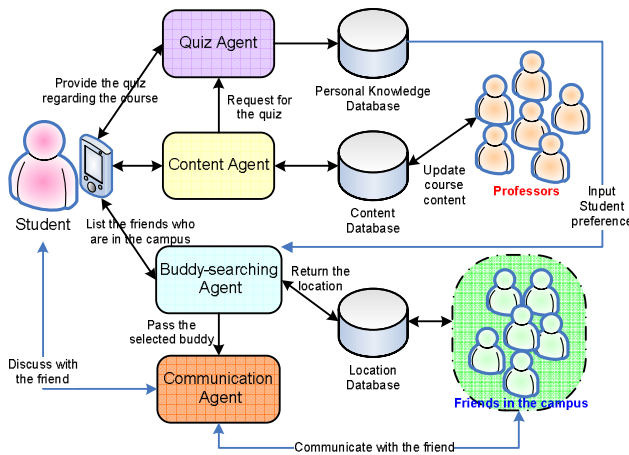 Quiz Agent
Provide the quiz
regarding the course
Request for
the quiz
Personal Knowledge
Database
Content Agent
Update
course
content
Professors
Input
Student
preference
Student
Content
Database
List the friends who
are in the campus
Buddy-searching
Agent
Return the
location
Pass the
selected buddy
Location
Database
Discuss with
the friend
Communication
Agent
Friends in the campus
Communicate with the friend